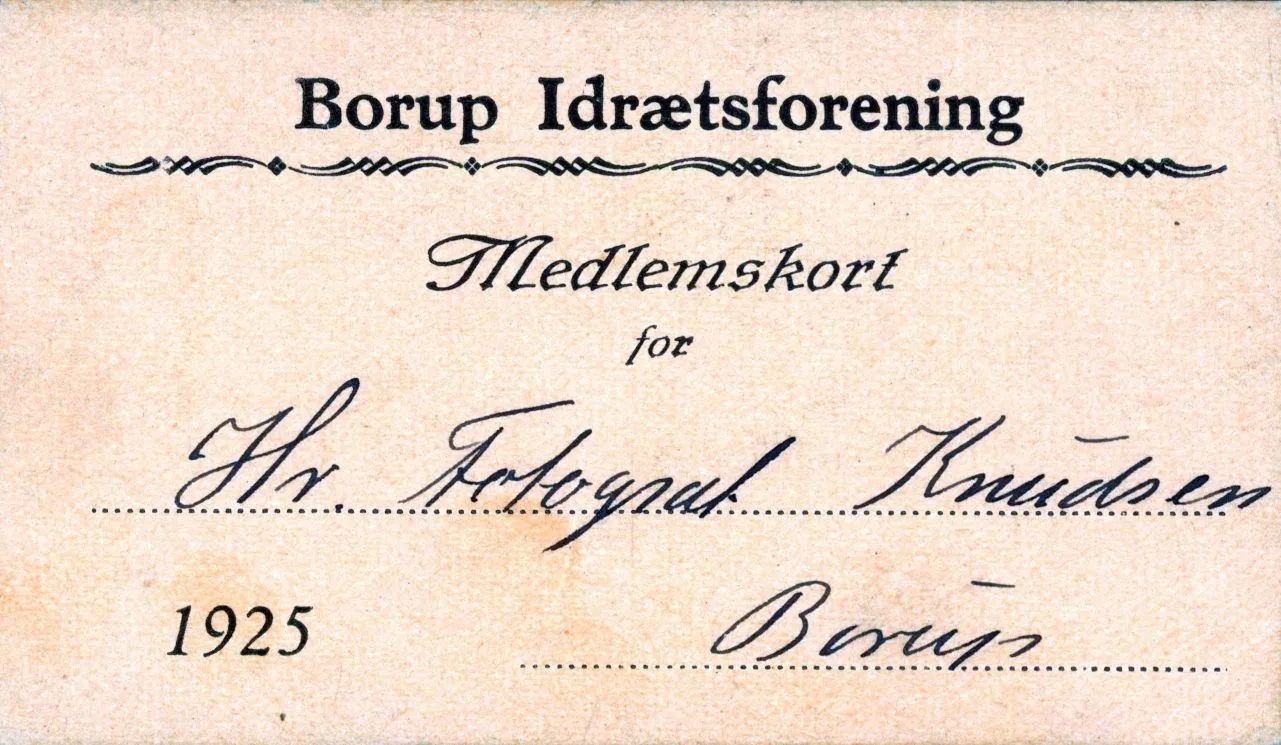 Borup Idrætsforening
Medlemskort
for
Hr. Fotograf Knudsen
1925 Borup